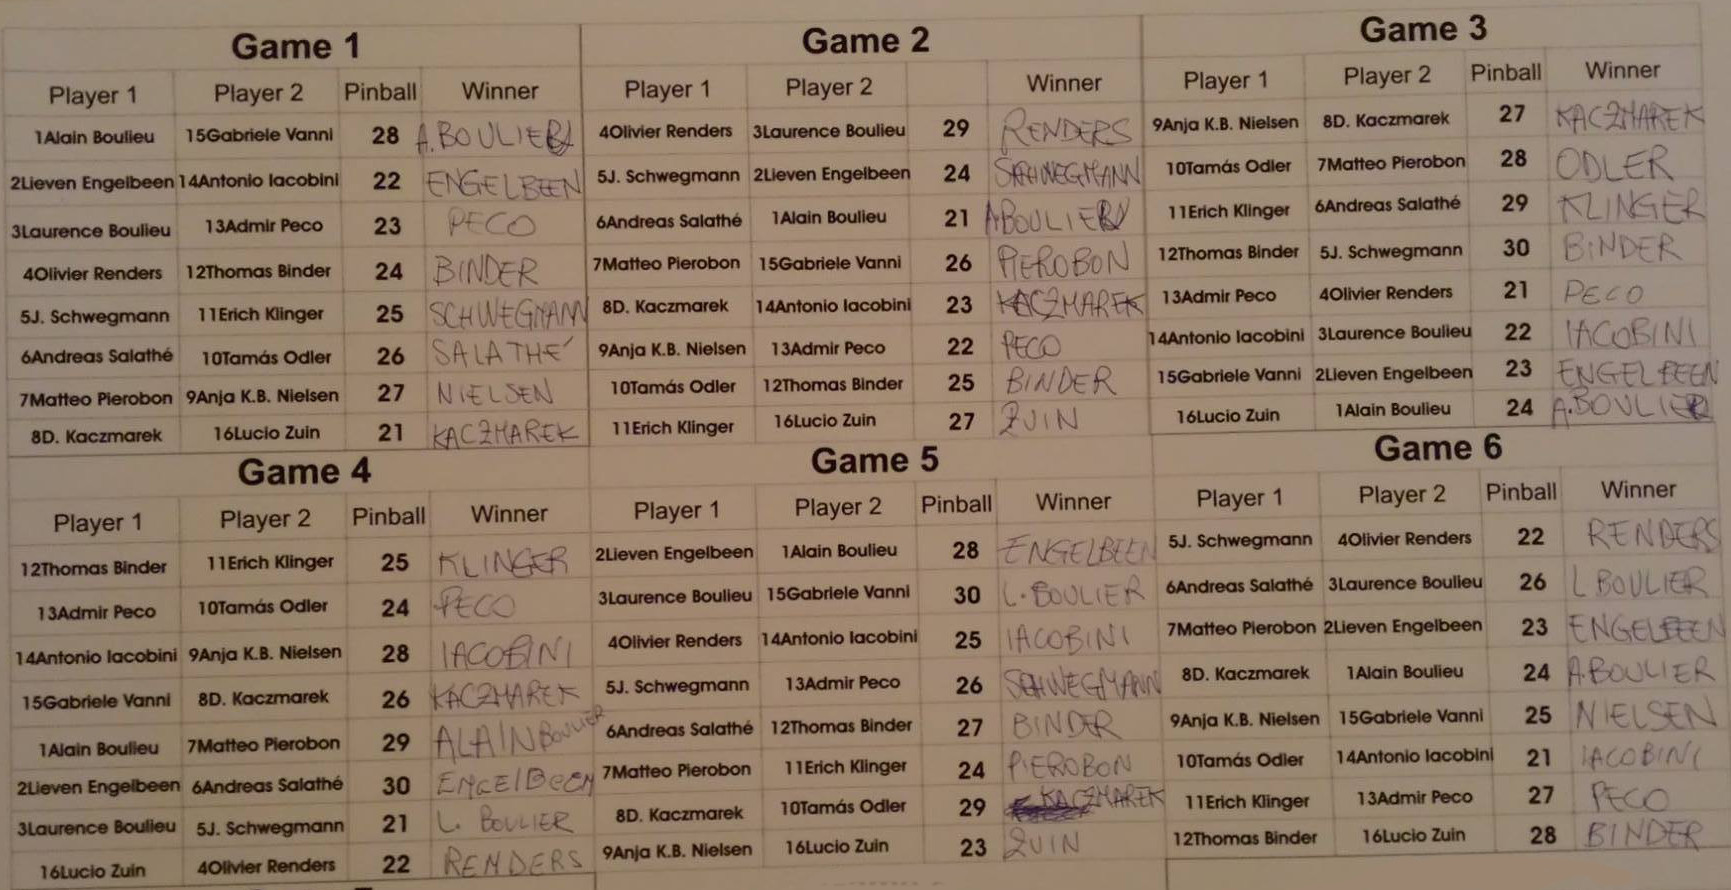 Game 1
Player 1 Player 2 Pinball Winner
1Alain Boulieu 15Gabriele Vanni 28 A.BOULIER
2Lieven Engelbeen 14Antonio Iacobini 22 ENGELBEEN
3Laurence Boulieu 13Admir Peco 23 PECO
4Olivier Renders 12Thomas Binder 24 BINDER
5J. Schwegmann 11Erich Klinger 25 SCHWEGMANN
6Andreas Salathé 10Tamás Odler 26 SALATHÉ
7Matteo Pierobon 9Anja K.B. Nielsen 27 NIELSEN
8D. Kaczmarek 16Lucio Zuin 21 KACZMAREK
Game 2
Player 1 Player 2 Winner
4Olivier Renders 3Laurence Boulieu 29 RENDERS
5J. Schwegmann 2Lieven Engelbeen 24 SCHWEGMANN
6Andreas Salathé 1Alain Boulieu 21 A.BOULIER
7Matteo Pierobon 15Gabriele Vanni 26 PIEROBON
8D. Kaczmarek 14Antonio Iacobini 23 KACZMAREK
9Anja K.B. Nielsen 13Admir Peco 22 PECO
10Tamás Odler 12Thomas Binder 25 BINDER
11Erich Klinger 16Lucio Zuin 27 ZUIN
Game 3
Player 1 Player 2 Pinball Winner
9Anja K.B. Nielsen 8D. Kaczmarek 27 KACZMAREK
10Tamás Odler 7Matteo Pierobon 28 ODLER
11Erich Klinger 6Andreas Salathé 29 KLINGER
12Thomas Binder 5J. Schwegmann 30 BINDER
13Admir Peco 4Olivier Renders 21 PECO
14Antonio Iacobini 3Laurence Boulieu 22 IACOBINI
15Gabriele Vanni 2Lieven Engelbeen 23 ENGELBEEN
16Lucio Zuin 1Alain Boulieu 24 A.BOULIER
Game 4
Player 1 Player 2 Pinball Winner
12Thomas Binder 11Erich Klinger 25 KLINGER
13Admir Peco 10Tamás Odler 24 PECO
14Antonio Iacobini 9Anja K.B. Nielsen 28 IACOBINI
15Gabriele Vanni 8D. Kaczmarek 26 KACZMAREK
1Alain Boulieu 7Matteo Pierobon 29 ALAIN BOULIER
2Lieven Engelbeen 6Andreas Salathé 30 ENGELBEEN
3Laurence Boulieu 5J. Schwegmann 21 L. BOULIER
16Lucio Zuin 4Olivier Renders 22 RENDERS
Game 5
Player 1 Player 2 Pinball Winner
2Lieven Engelbeen 1Alain Boulieu 28 ENGELBEEN
3Laurence Boulieu 15Gabriele Vanni 30 L.BOULIER
4Olivier Renders 14Antonio Iacobini 25 IACOBINI
5J. Schwegmann 13Admir Peco 26 SCHWEGMANN
6Andreas Salathé 12Thomas Binder 27 BINDER
7Matteo Pierobon 11Erich Klinger 24 PIEROBON
8D. Kaczmarek 10Tamás Odler 29 KACZMAREK
9Anja K.B. Nielsen 16Lucio Zuin 23 ZUIN
Game 6
Player 1 Player 2 Pinball Winner
5J. Schwegmann 4Olivier Renders 22 RENDERS
6Andreas Salathé 3Laurence Boulieu 26 L BOULIER
7Matteo Pierobon 2Lieven Engelbeen 23 ENGELBEEN
8D. Kaczmarek 1Alain Boulieu 24 A.BOULIER
9Anja K.B. Nielsen 15Gabriele Vanni 25 NIELSEN
10Tamás Odler 14Antonio Iacobini 21 IACOBINI
11Erich Klinger 13Admir Peco 27 PECO
12Thomas Binder 16Lucio Zuin 28 BINDER